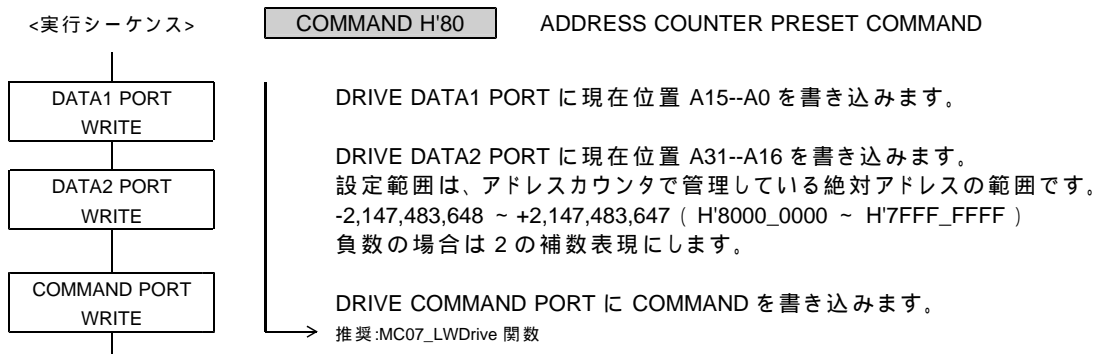 <実行シーケンス>
COMMAND H'80
ADDRESS COUNTER PRESET COMMAND
DATA1 PORT
WRITE
DRIVE DATA1 PORT に現在位置 A15--A0 を書き込みます。
DATA2 PORT
WRITE
DRIVE DATA2 PORT に現在位置 A31--A16 を書き込みます。
設定範囲は、アドレスカウンタで管理している絶対アドレスの範囲です。
-2,147,483,648 ~ +2,147,483,647 ( H'8000_0000 ~ H'7FFF_FFFF )
負数の場合は 2 の補数表現にします。
COMMAND PORT
WRITE
DRIVE COMMAND PORT に COMMAND を書き込みます。
推奨:MC07_LWDrive 関数